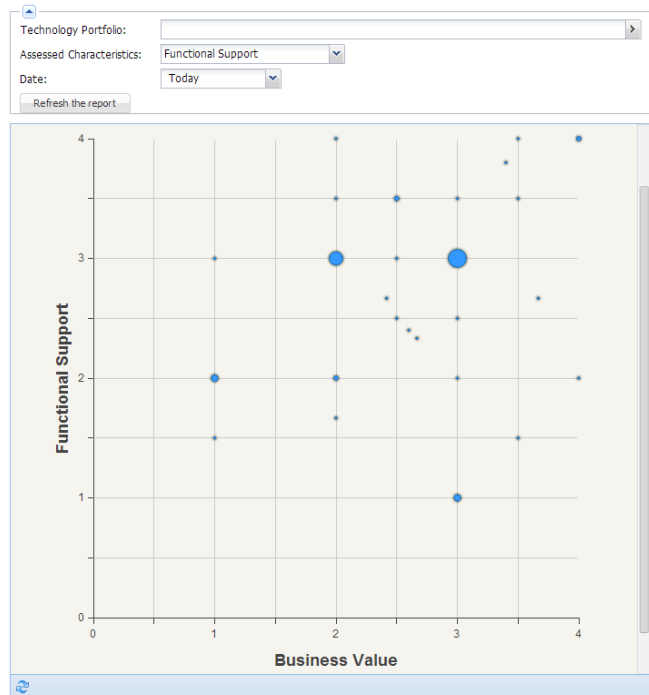 Technology Portfolio:
Assessed Characteristics: Functional Support
Date: Today
Refresh the report
4
3
2
1
0
Functional Support
0 1 2 3 4
Business Value